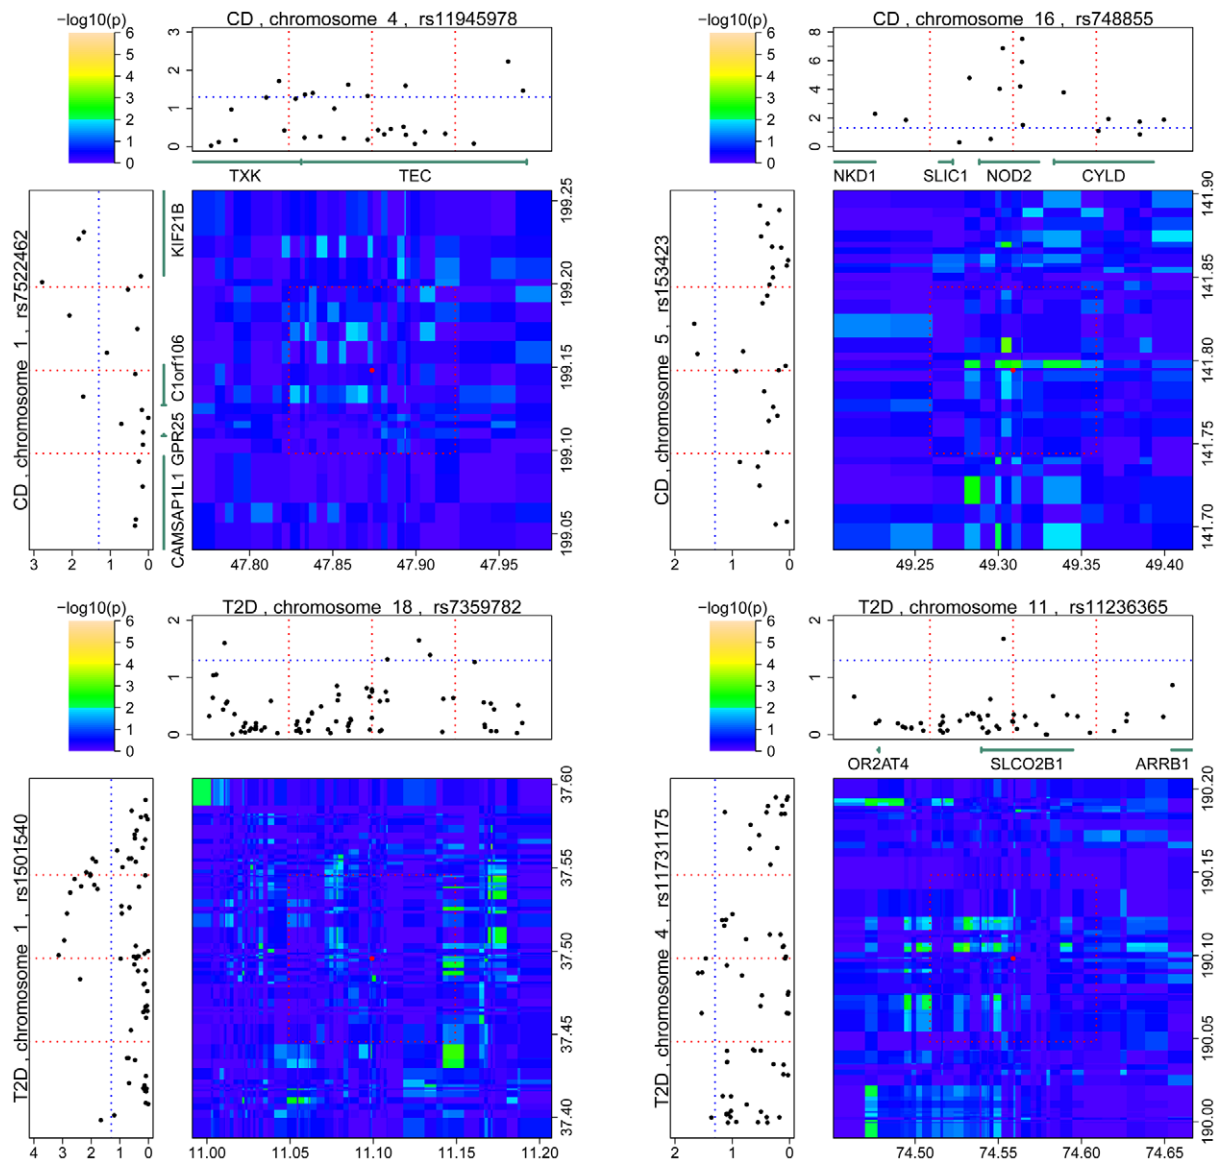 −log10(p)
CD , chromosome 4 , rs11945978
6
5
4
3
2
1
0
3
2
1
0
TXK
TEC
CD , chromosome 1 , rs7522462
KIF21B
C1orf106
GPR25
CAMSAP1L1
199.25
199.20
199.15
199.10
199.05
3 2 1 0
47.80 47.85 47.90 47.95
−log10(p)
CD , chromosome 16 , rs748855
6
5
4
3
2
1
0
8
6
4
2
0
NKD1 SLIC1 NOD2 CYLD
CD , chromosome 5 , rs153423
141.90
141.85
141.80
141.75
141.70
3 2 1 0
49.25 49.30 49.35 49.40
−log10(p)
T2D , chromosome 18 , rs7359782
6
5
4
3
2
1
0
2
1
0
T2D , chromosome 1 , rs1501540
37.60
37.55
37.50
37.45
37.40
4 3 2 1 0
11.00 11.05 11.10 11.15 11.20
−log10(p)
T2D , chromosome 11 , rs11236365
6
5
4
3
2
1
0
2
1
0
OR2AT4 SLCO2B1 ARRB1
T2D , chromosome 4 , rs11731175
190.20
190.15
190.10
190.05
190.00
3 2 1 0
74.50 74.55 74.60 74.65